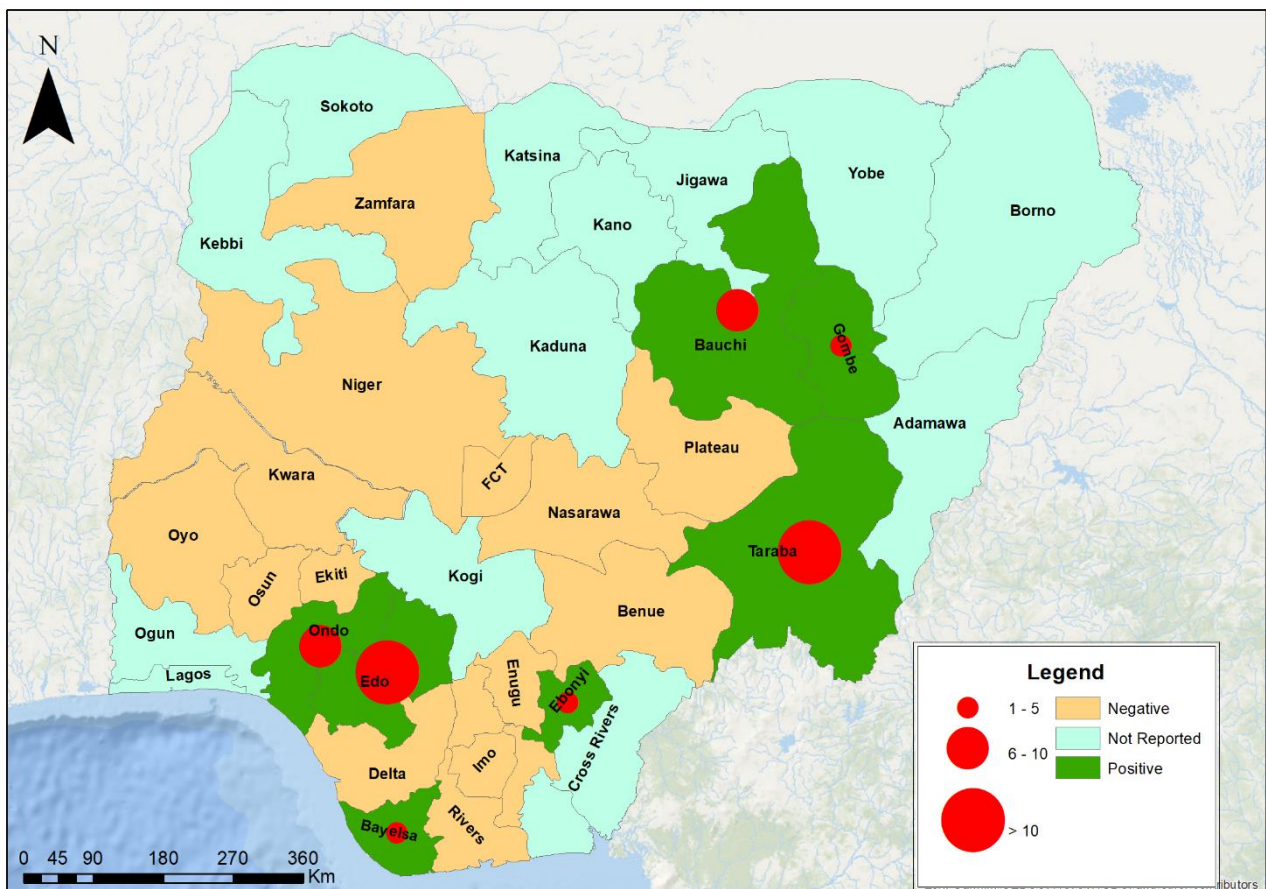 N
Sokoto
Katsina
Zamfara
Jigawa
Yobe
Kano
Borno
Kebbi
Kaduna
Bauchi
Gombe
Niger
Adamawa
Plateau
Kwara
FCT
Nasarawa
Oyo
Taraba
Osun
Ekiti
Kogi
Benue
Ogun
Ondo
Lagos
Edo
Enugu
Ebonyi
Cross Rivers
Delta
Imo
Bayelsa
Rivers
Legend
1 - 5
6 - 10
> 10
Negative
Not Reported
Positive
0 45 90 180 270 360
Km